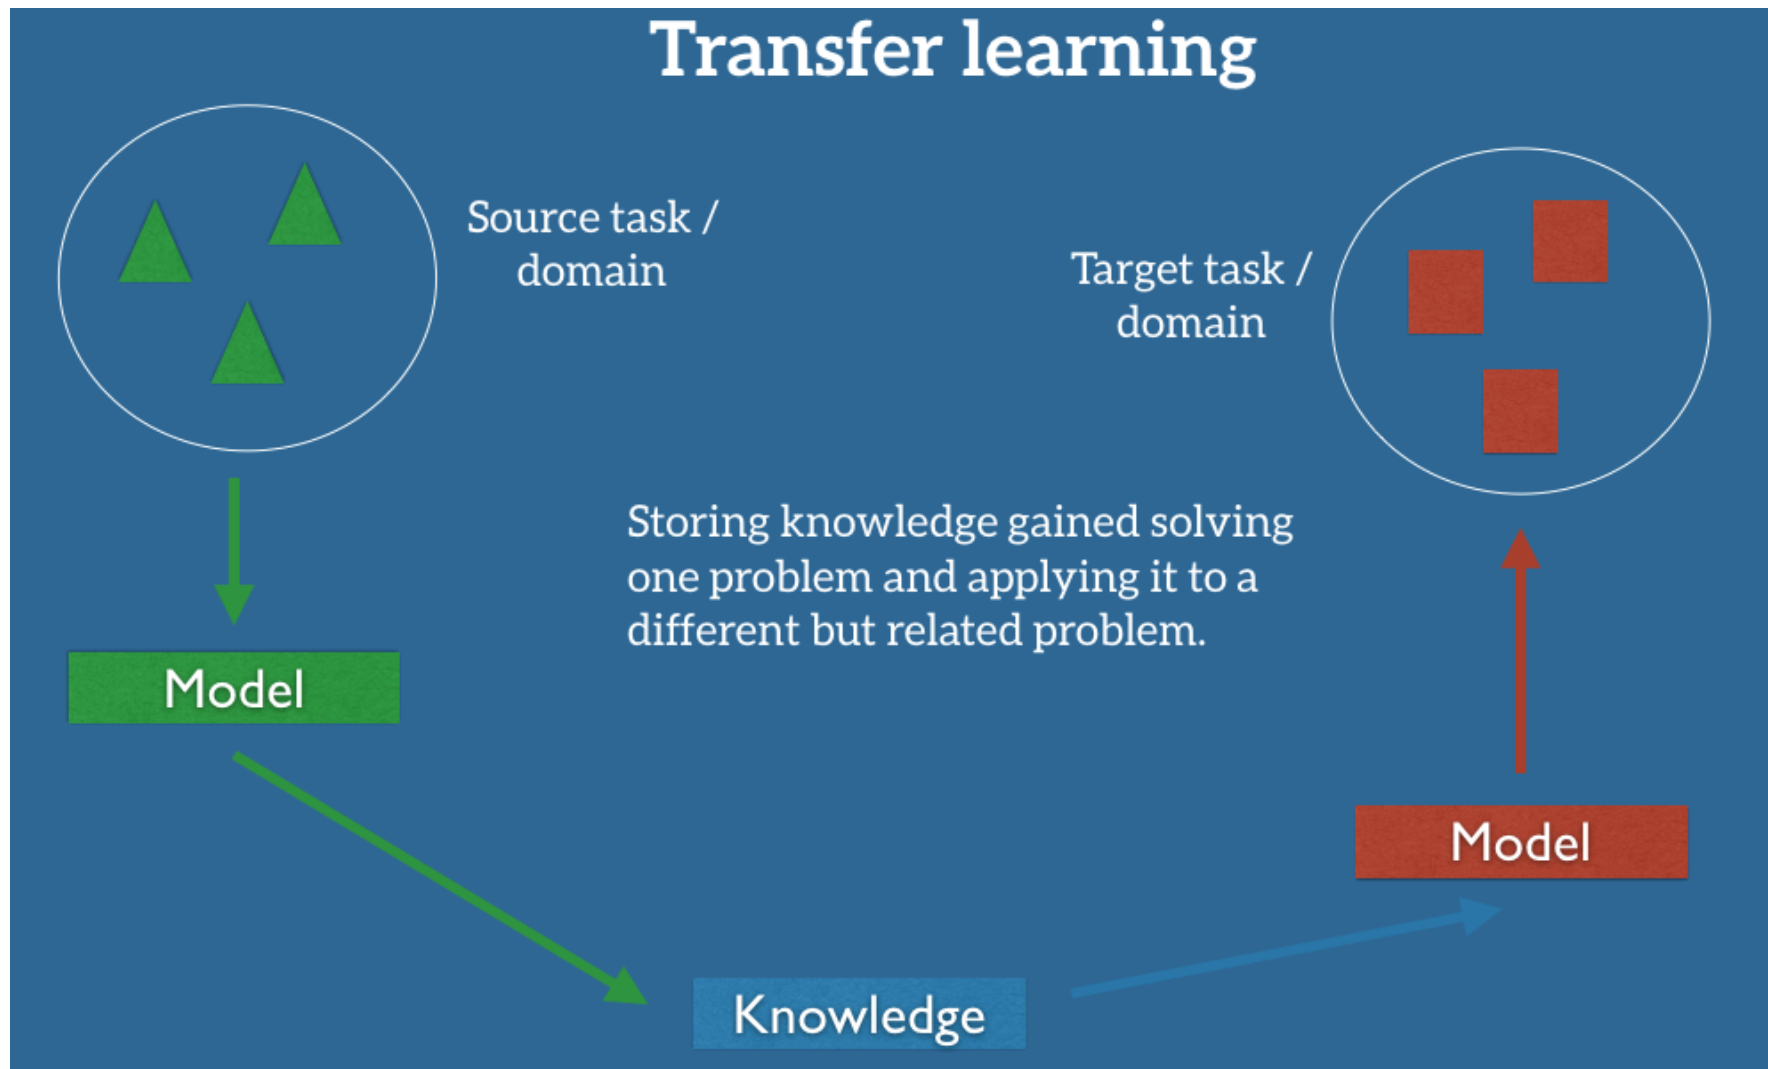 Transfer learning
Source task /
domain
Target task /
domain
Storing knowledge gained solving
one problem and applying it to a
different but related problem.
Model
Model
Knowledge